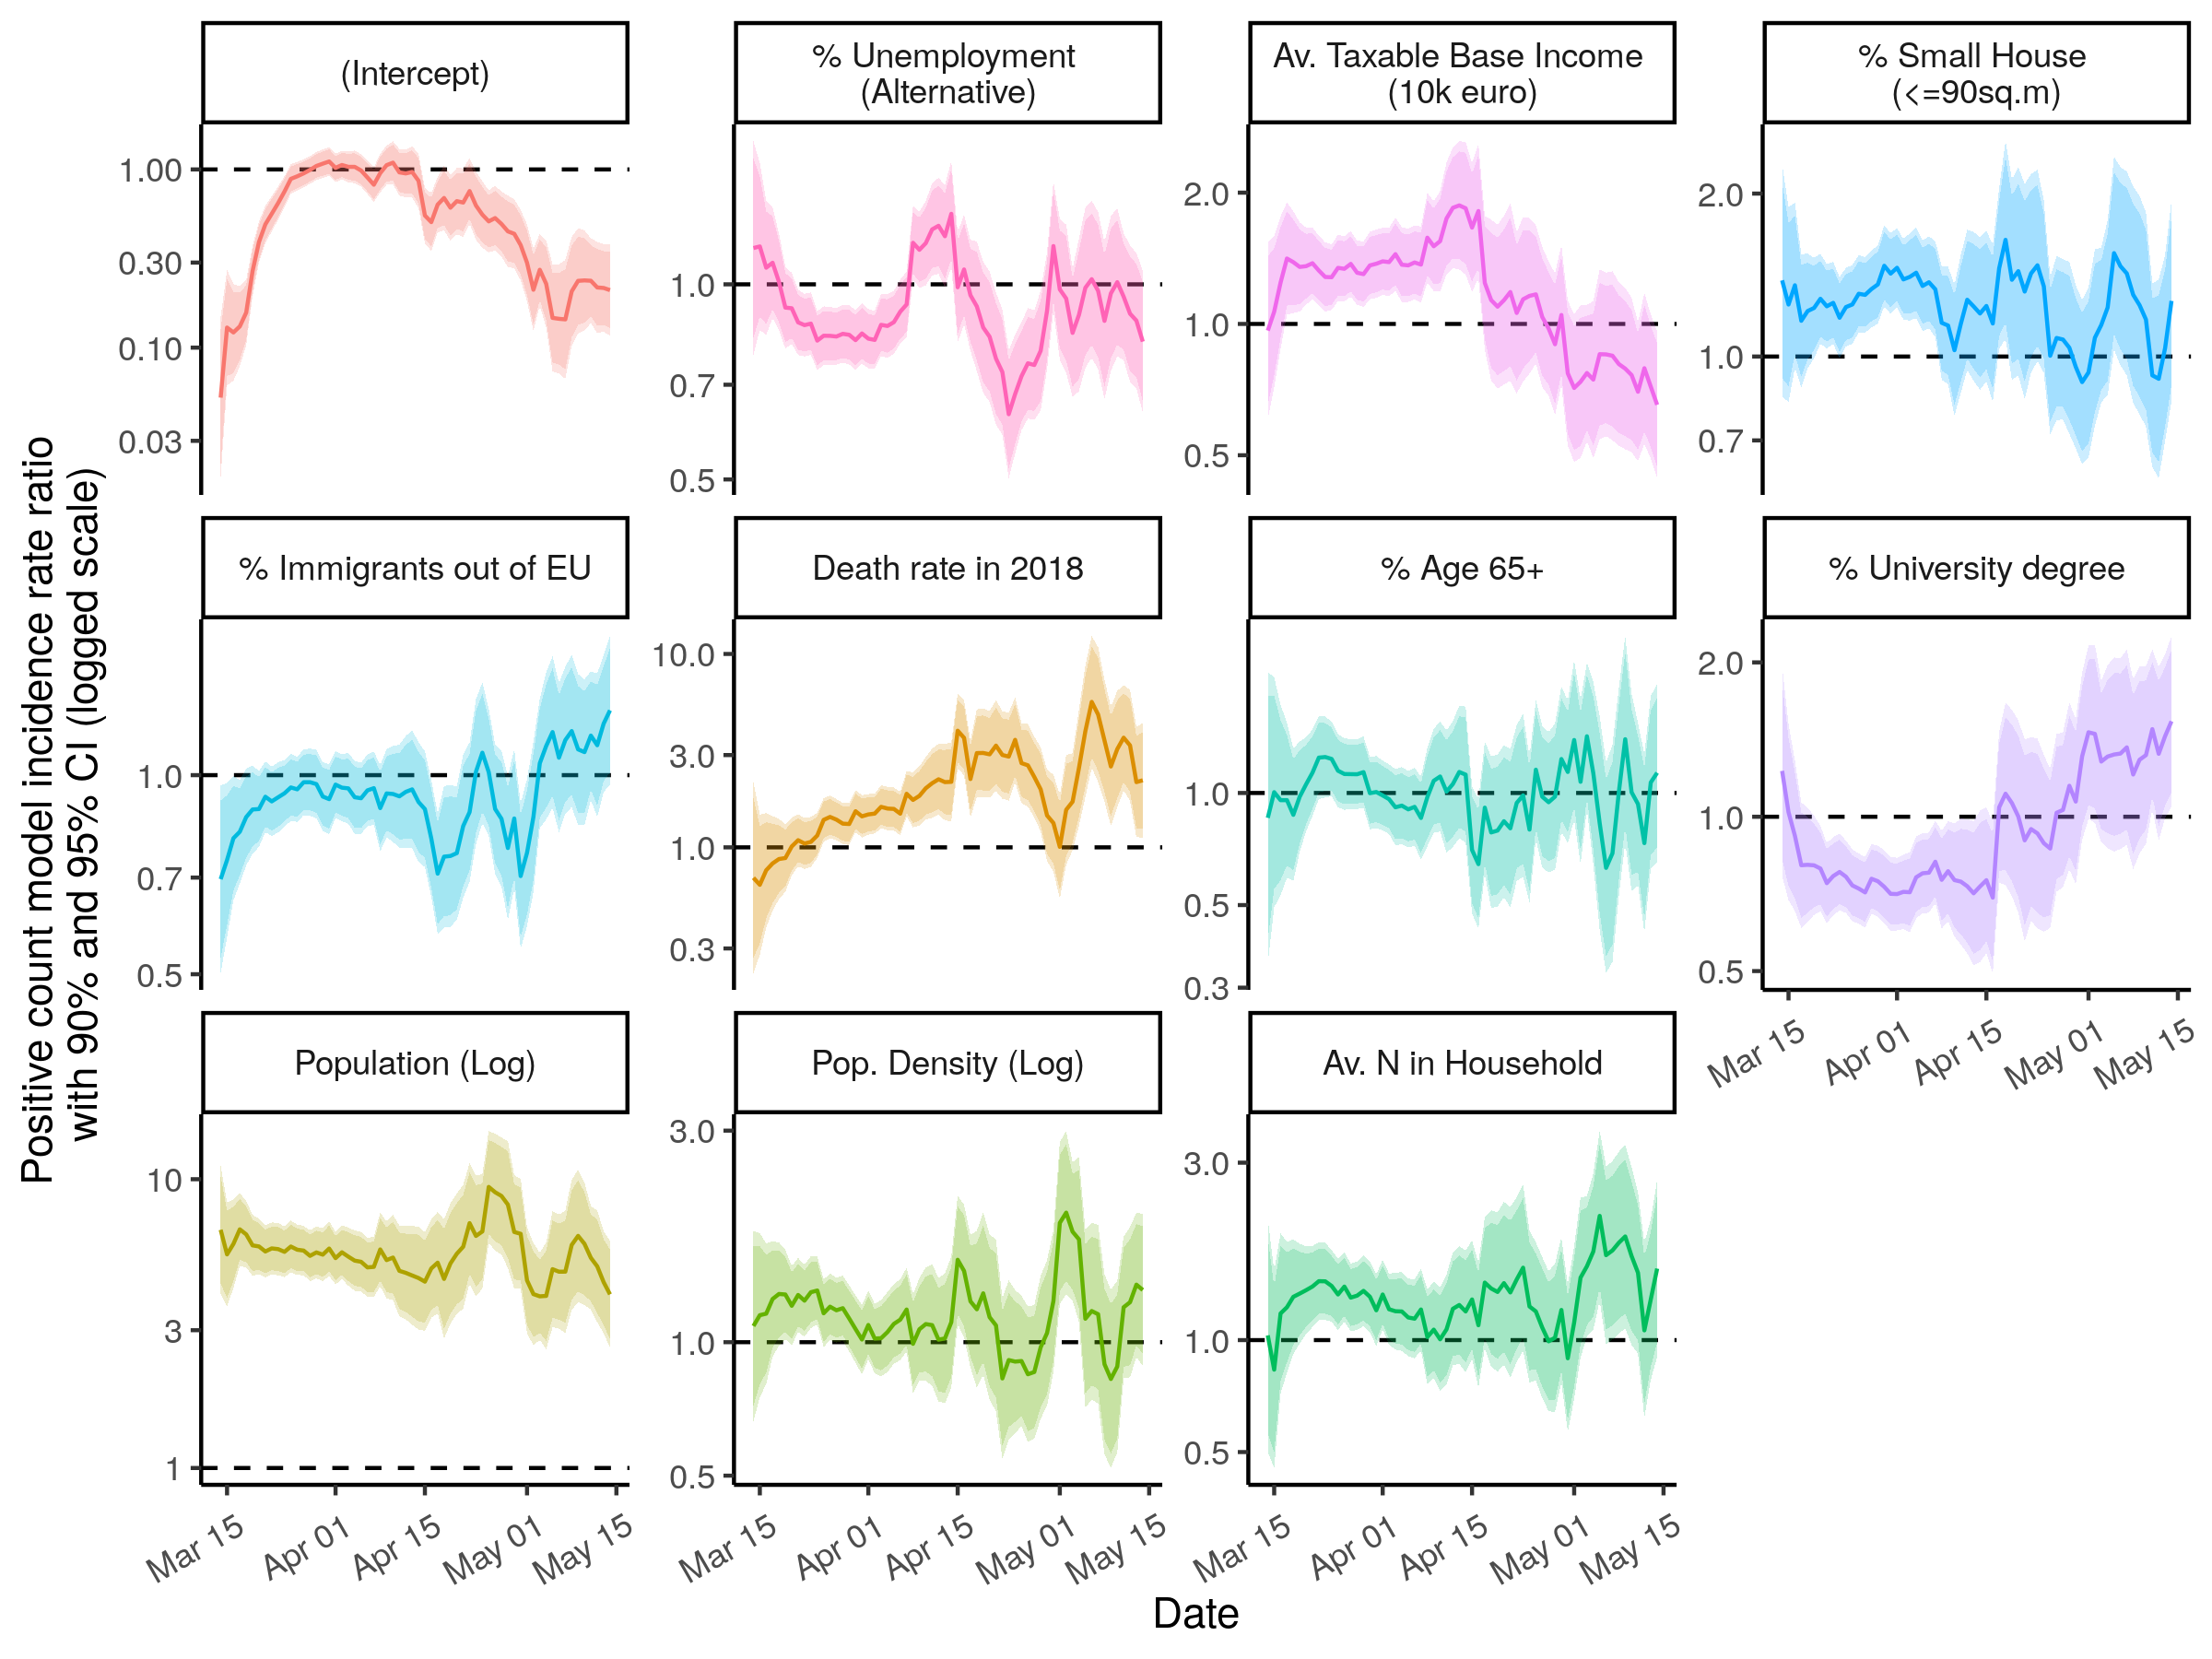 Positive count model incidence rate ratio
with 90% and 95% CI (logged scale)
(Intercept)
1.00
0.30
0.10
0.03
% Unemployment
(Alternative)
1.0
0.7
0.5
Av. Taxable Base Income
(10k euro)
2.0
1.0
0.5
% Small House
(<=90sq.m)
2.0
1.0
0.7
% Immigrants out of EU
1.0
0.7
0.5
Death rate in 2018
10.0
3.0
1.0
0.3
% Age 65+
1.0
0.5
0.3
% University degree
2.0
1.0
0.5
Mar 15
Apr 01
Apr 15
May 01
May 15
Population (Log)
10
3
1
Mar 15
Apr 01
Apr 15
May 01
May 15
Pop. Density (Log)
3.0
1.0
0.5
Mar 15
Apr 01
Apr 15
May 01
May 15
Av. N in Household
3.0
1.0
0.5
Mar 15
Apr 01
Apr 15
May 01
May 15
Date